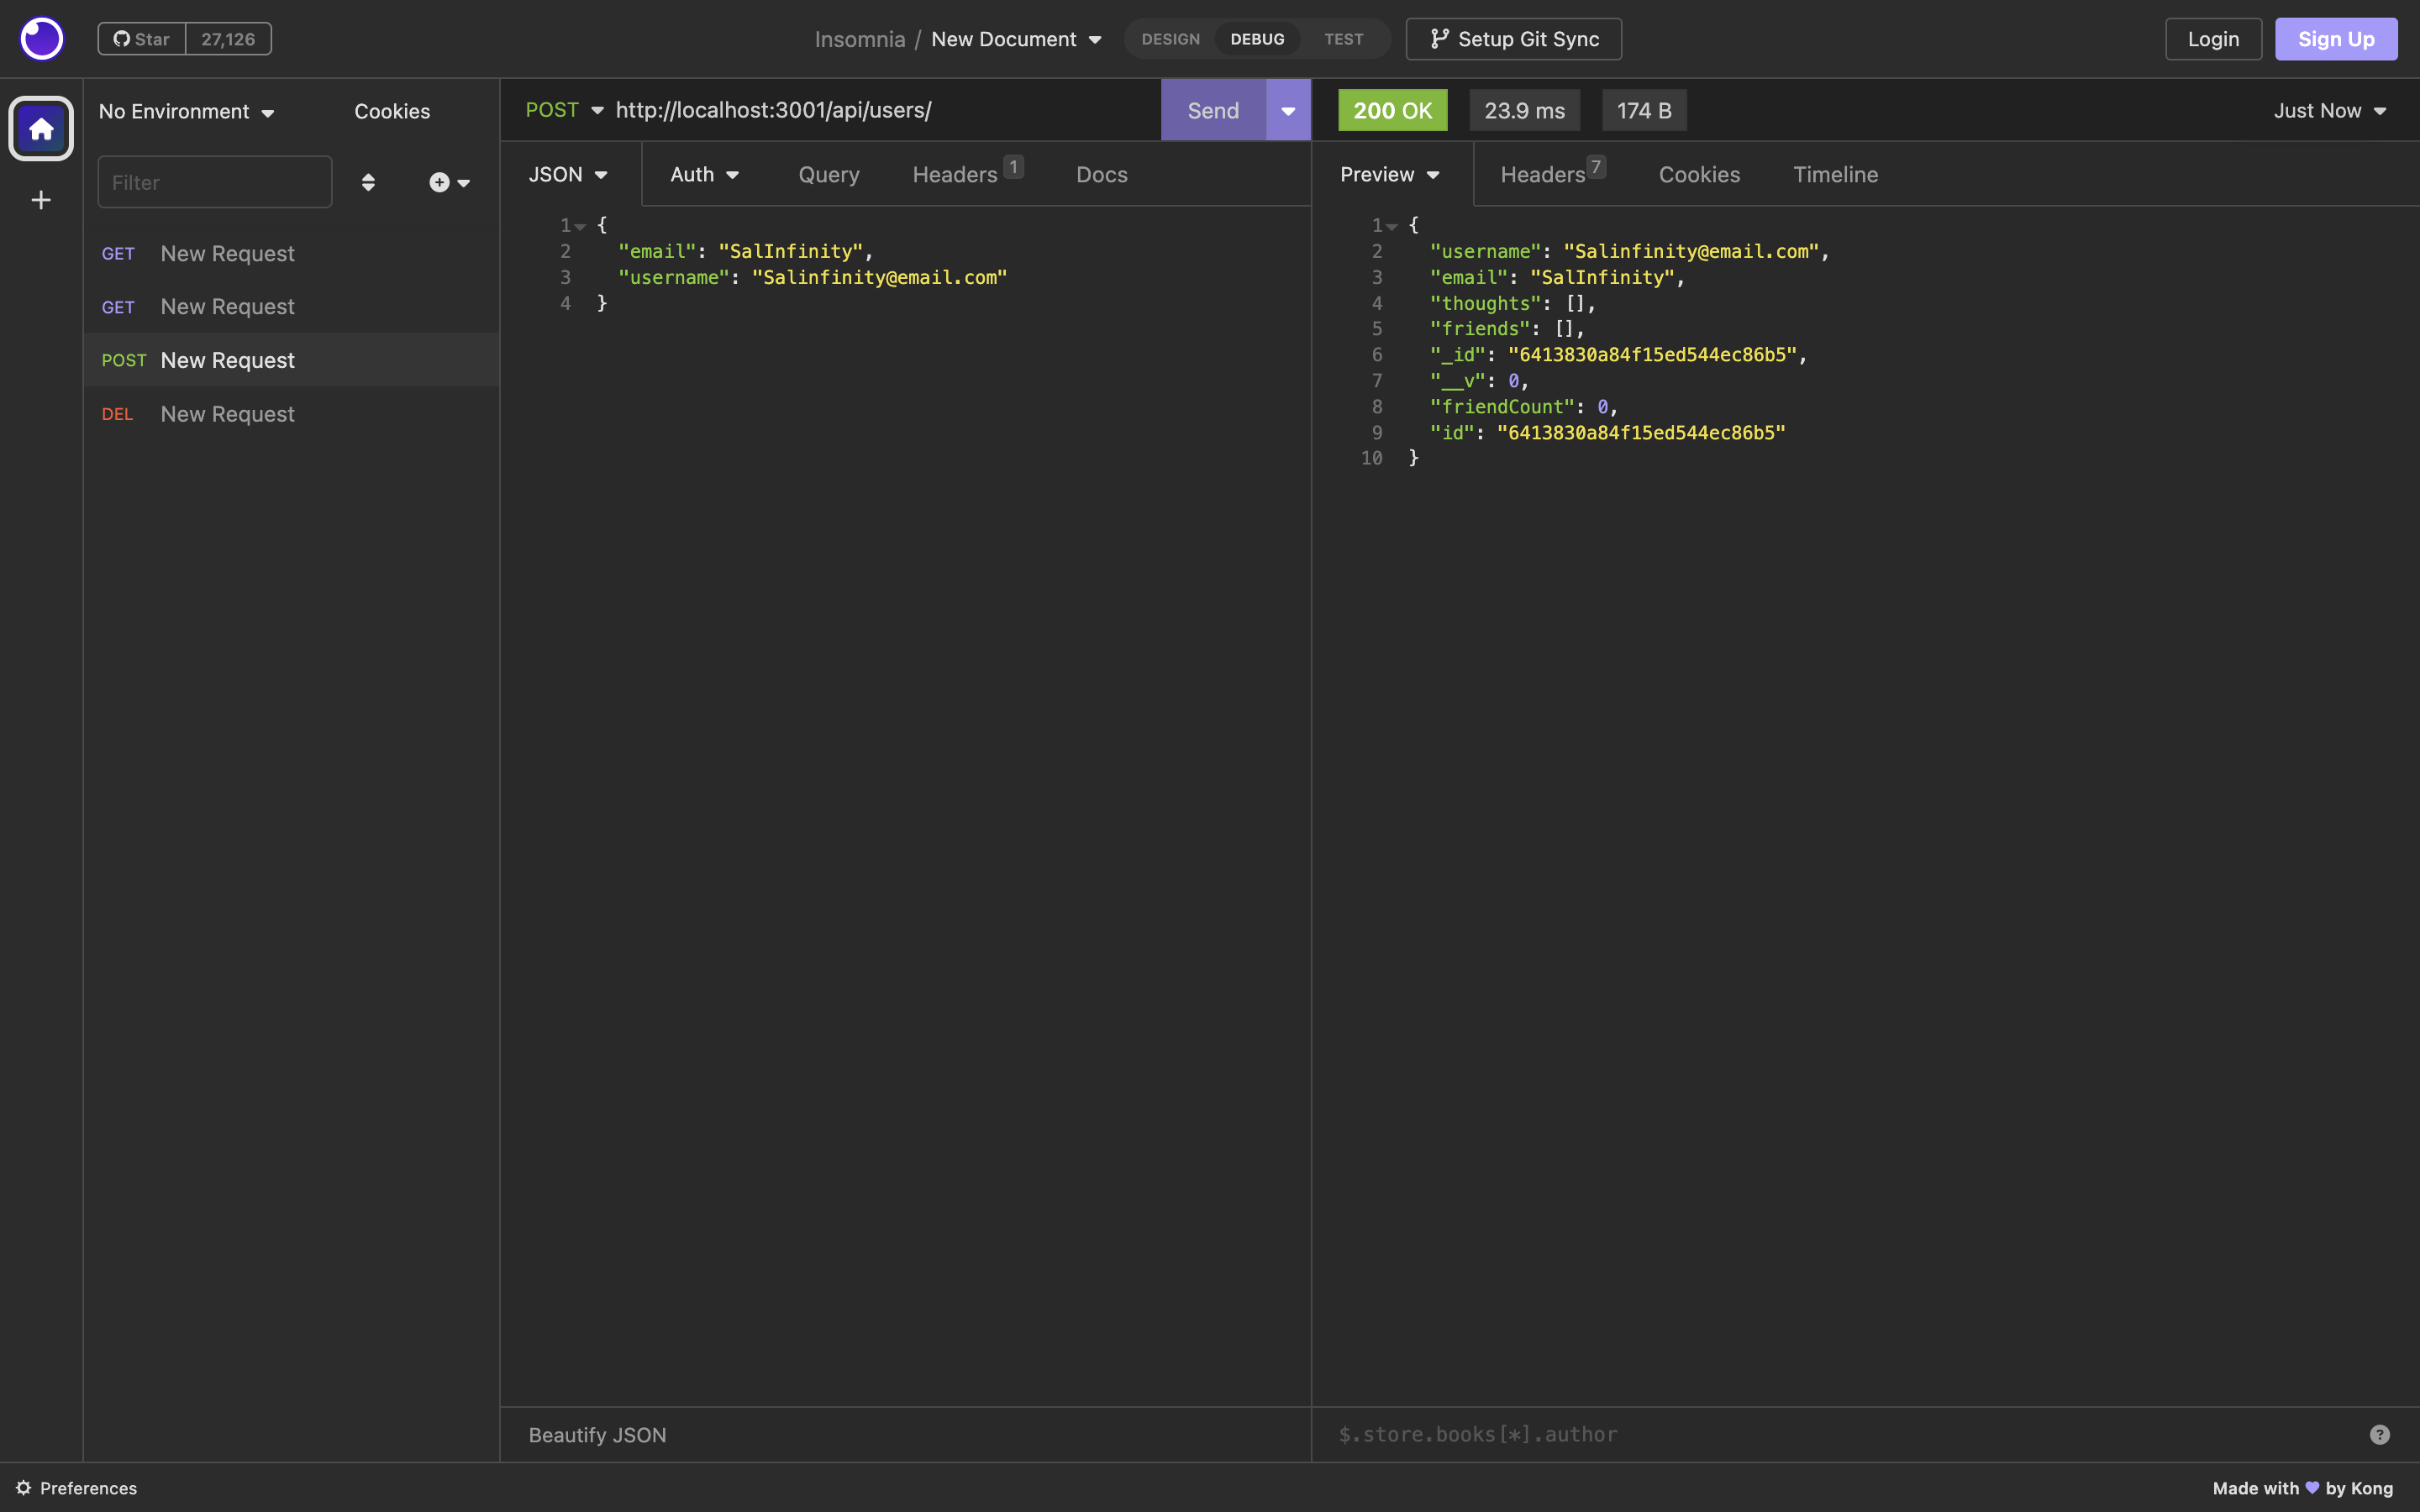 Star 27,126
Insomnia / New Document
DESIGN DEBUG TEST
Setup Git Sync
Login
Sign Up
No Environment
Cookies
Filter
GET New Request
GET New Request
POST New Request
DEL New Request
POST http://localhost:3001/api/users/
Send
JSON Auth Query Headers 1 Docs
1 {
2 "email": "SalInfinity",
3 "username": "Salinfinity@email.com"
4 }
Beautify JSON
200 OK 23.9 ms 174 B
Just Now
Preview Headers 7 Cookies Timeline
1 {
2 "username": "Salinfinity@email.com",
3 "email": "SalInfinity",
4 "thoughts": [],
5 "friends": [],
6 "_id": "6413830a84f15ed544ec86b5",
7 "__v": 0,
8 "friendCount": 0,
9 "id": "6413830a84f15ed544ec86b5"
10 }
$.store.books[*].author
?
Preferences
Made with 💜 by Kong